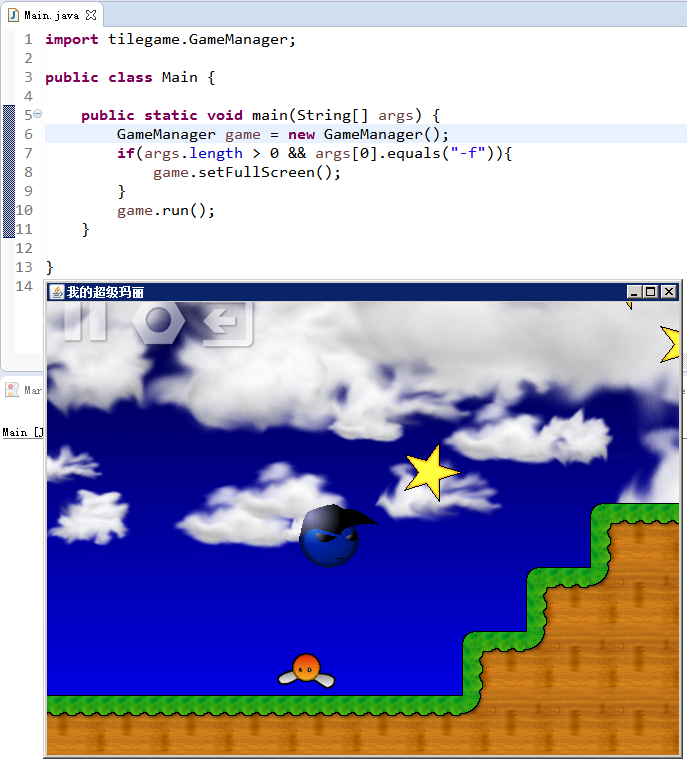 Main.java
1 import tilegame.GameManager;
2
3 public class Main {
4
5 public static void main(String[] args) {
6 GameManager game = new GameManager();
7 if(args.length > 0 && args[0].equals("-f")){
8 game.setFullScreen();
9 }
10 game.run();
11 }
12
13 }
14
我的超级玛丽
Mar
Main [J